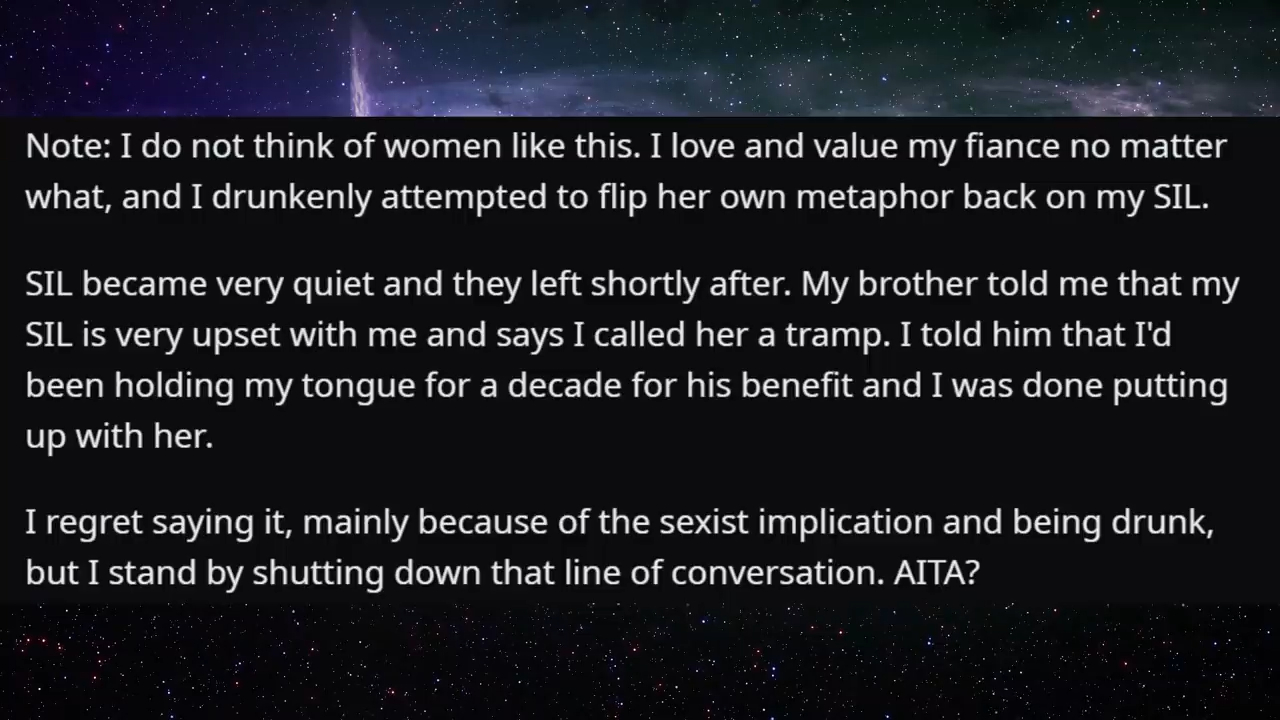 Note: I do not think of women like this. I love and value my fiance no matter
what, and I drunkenly attempted to flip her own metaphor back on my SIL.
SIL became very quiet and they left shortly after. My brother told me that my
SIL is very upset with me and says I called her a tramp. I told him that I'd
been holding my tongue for a decade for his benefit and I was done putting
up with her.
I regret saying it, mainly because of the sexist implication and being drunk,
but I stand by shutting down that line of conversation. AITA?